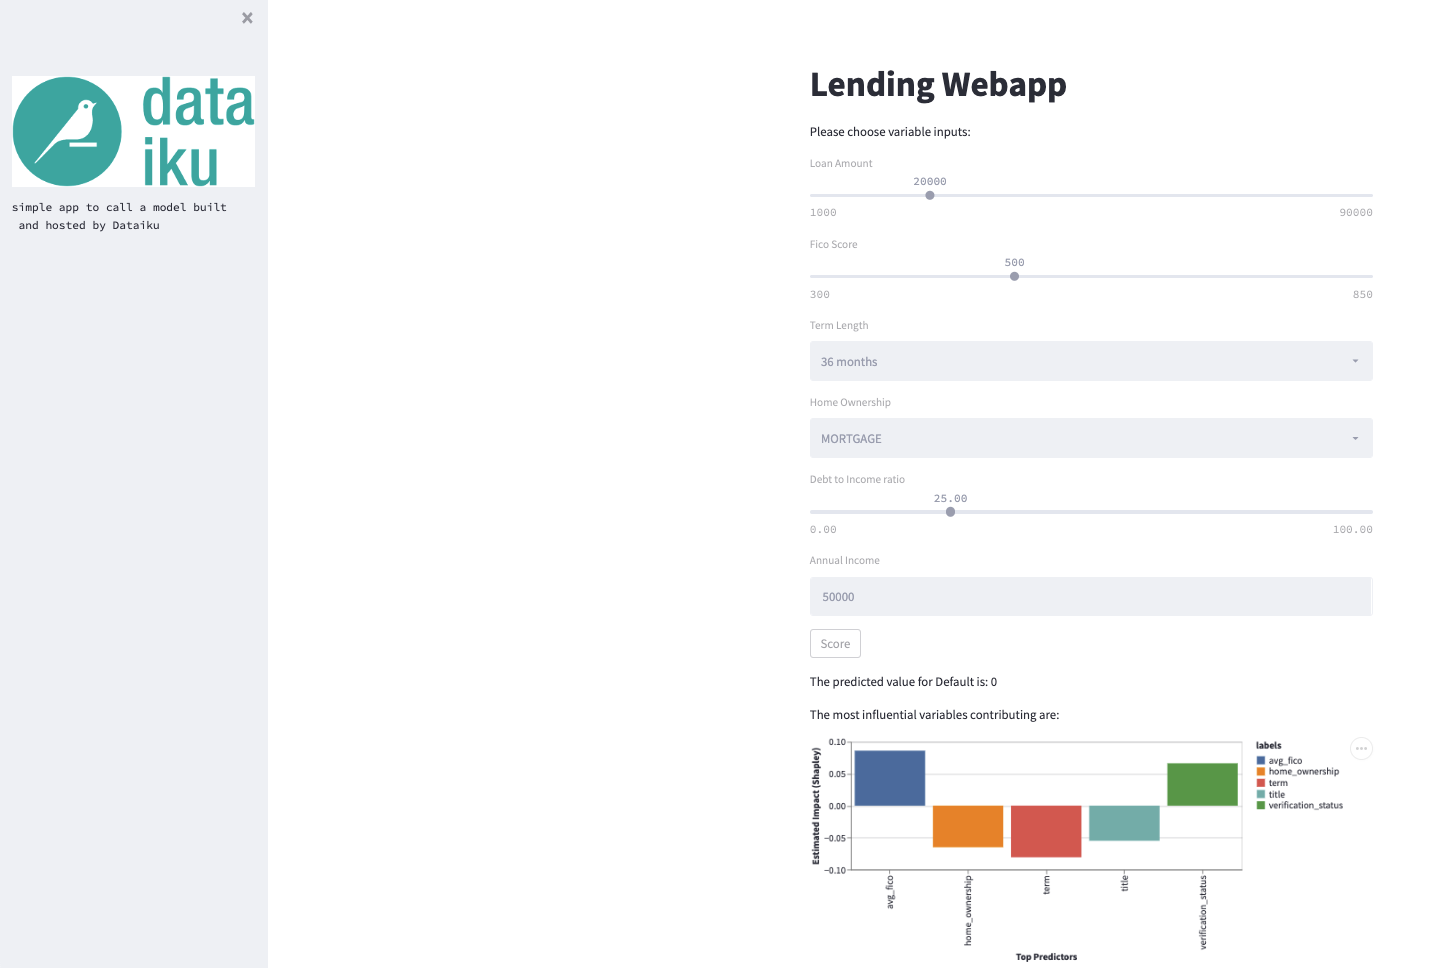 ×
data
iku
simple app to call a model built
and hosted by Dataiku
Lending Webapp
Please choose variable inputs:
Loan Amount
20000
1000 90000
Fico Score
500
300 850
Term Length
36 months
Home Ownership
MORTGAGE
Debt to Income ratio
25.00
0.00 100.00
Annual Income
50000
Score
The predicted value for Default is: 0
The most influential variables contributing are:
Estimated Impact (Shapley)
0.10
0.05
0.00
−0.05
−0.10
avg_fico
home_ownership
term
title
verification_status
Top Predictors
labels
avg_fico
home_ownership
term
title
verification_status